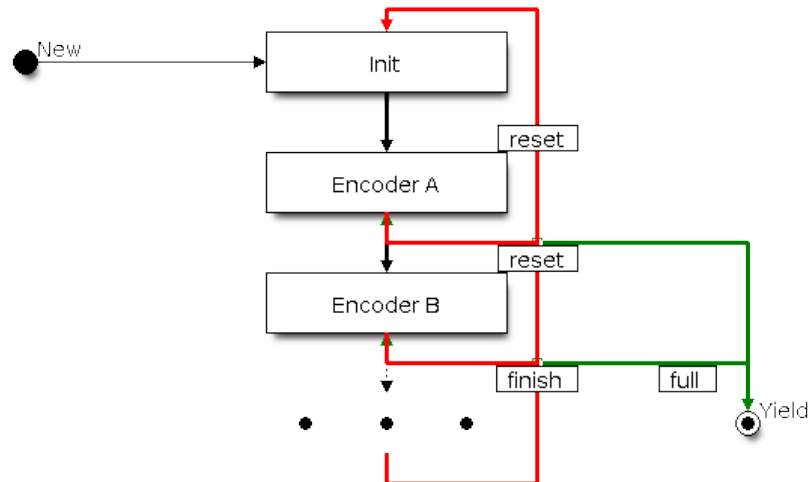 New
Init
reset
Encoder A
reset
Encoder B
finish
full
Yield